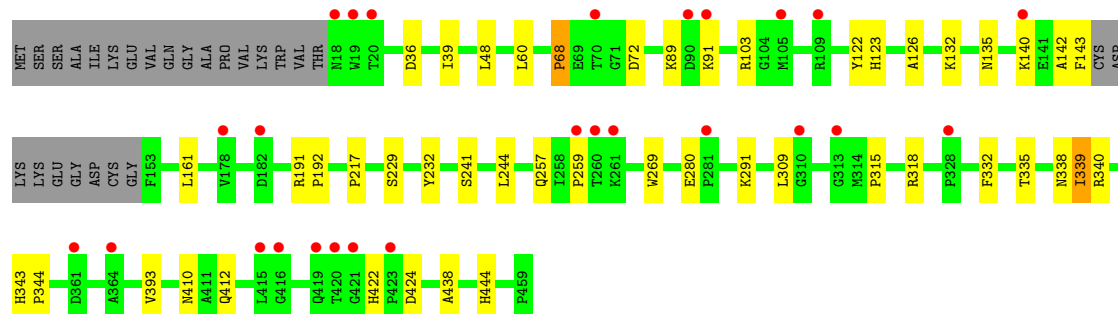 MET SER SER ALA ILE LYS GLU VAL GLN GLY ALA PRO VAL LYS TRP VAL THR N18 W19 T20 D36 I39 L48 L60 P68 E69 T70 G71 D72 K89 D90 K91 R103 G104 M105 R109 Y122 H123 A126 K132 N135 K140 E141 A142 F143 CYS ASP
LYS LYS GLU GLY ASP CYS GLY F153 L161 V178 D182 R191 P192 P217 S229 Y232 S241 L244 Q257 I258 P259 T260 K261 W269 E280 P281 K291 L309 G310 G313 M314 P315 R318 P328 F332 T335 N338 I339 R340
H343 P344 D361 A364 V393 N410 A411 Q412 L415 G416 Q419 T420 G421 H422 P423 D424 A438 H444 P459